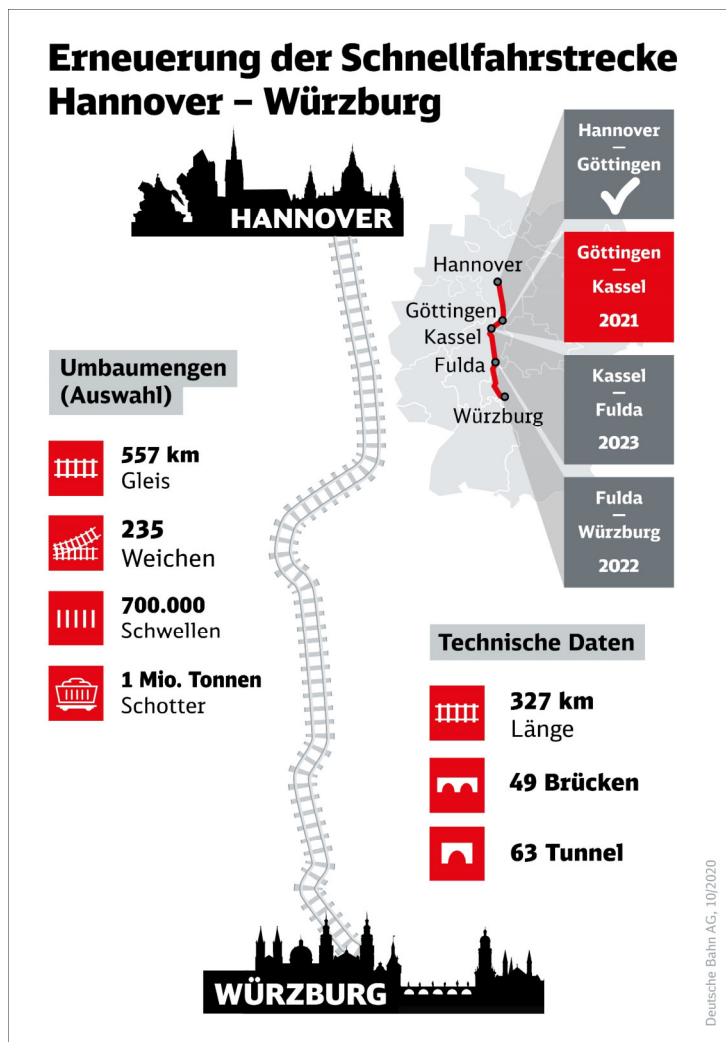 Erneuerung der Schnellfahrstrecke
Hannover – Würzburg
HANNOVER
Hannover
Göttingen
Kassel
Fulda
Würzburg
Hannover
–
Göttingen
Göttingen
–
Kassel
2021
Kassel
–
Fulda
2023
Fulda
–
Würzburg
2022
Umbaumengen
(Auswahl)
557 km
Gleis
235
Weichen
700.000
Schwellen
1 Mio. Tonnen
Schotter
Technische Daten
327 km
Länge
49 Brücken
63 Tunnel
WÜRZBURG
Deutsche Bahn AG, 10/2020